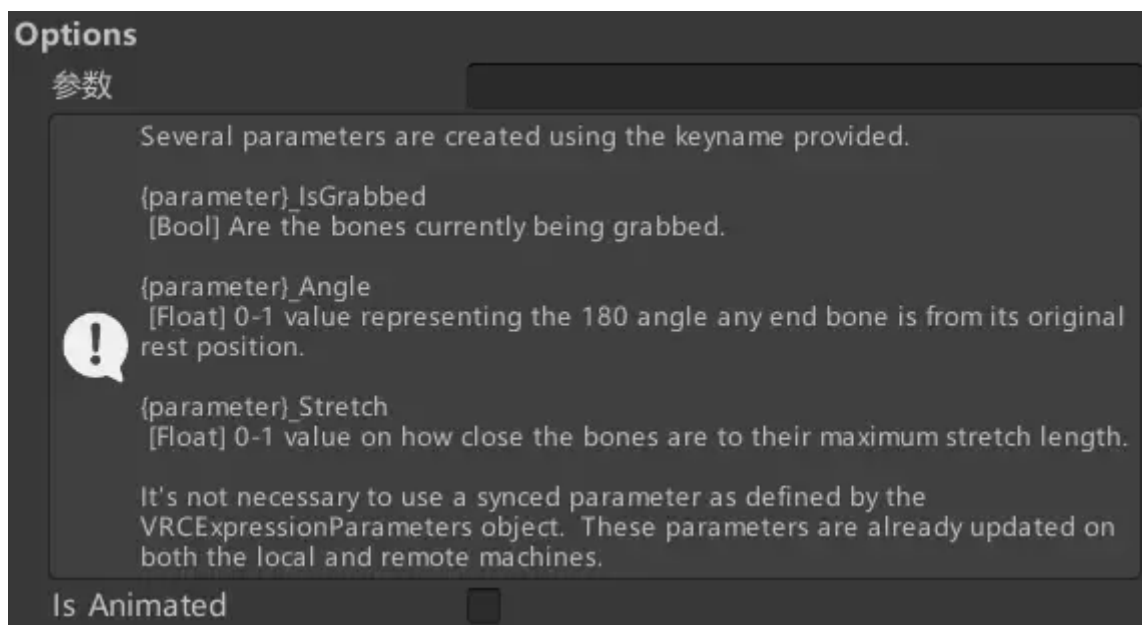 Options
参数
Several parameters are created using the keyname provided.
{parameter}_IsGrabbed
[Bool] Are the bones currently being grabbed.
{parameter}_Angle
[Float] 0-1 value representing the 180 angle any end bone is from its original
rest position.
{parameter}_Stretch
[Float] 0-1 value on how close the bones are to their maximum stretch length.
It's not necessary to use a synced parameter as defined by the
VRCExpressionParameters object.  These parameters are already updated on
both the local and remote machines.
Is Animated